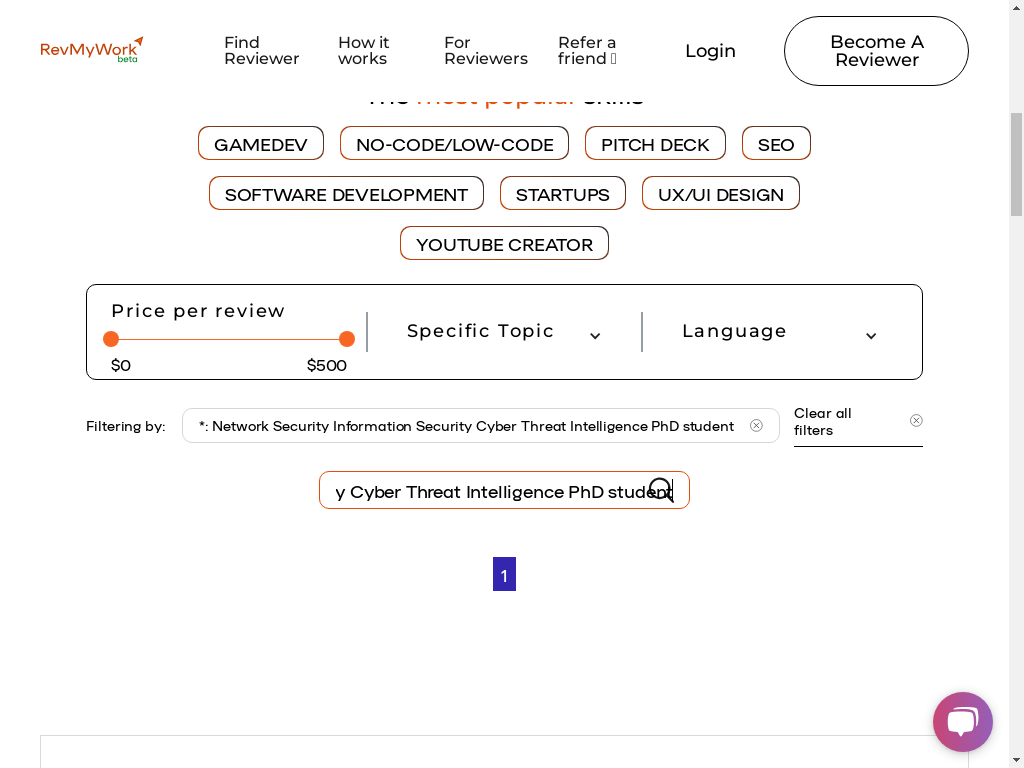 RevMyWork
beta
Find
Reviewer
How it
works
For
Reviewers
Refer a
friend
Login
Become A
Reviewer
The most popular skills
GAMEDEV
NO-CODE/LOW-CODE
PITCH DECK
SEO
SOFTWARE DEVELOPMENT
STARTUPS
UX/UI DESIGN
YOUTUBE CREATOR
Price per review
$0
$500
Specific Topic
Language
Filtering by:
*: Network Security Information Security Cyber Threat Intelligence PhD student
Clear all
filters
y Cyber Threat Intelligence PhD student
1